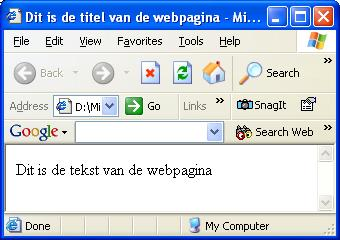 Dit is de titel van de webpagina - Mi...
File Edit View Favorites Tools Help
Back Search
Address D:\Mi Go Links SnagIt
Google Search Web
Dit is de tekst van de webpagina
Done My Computer